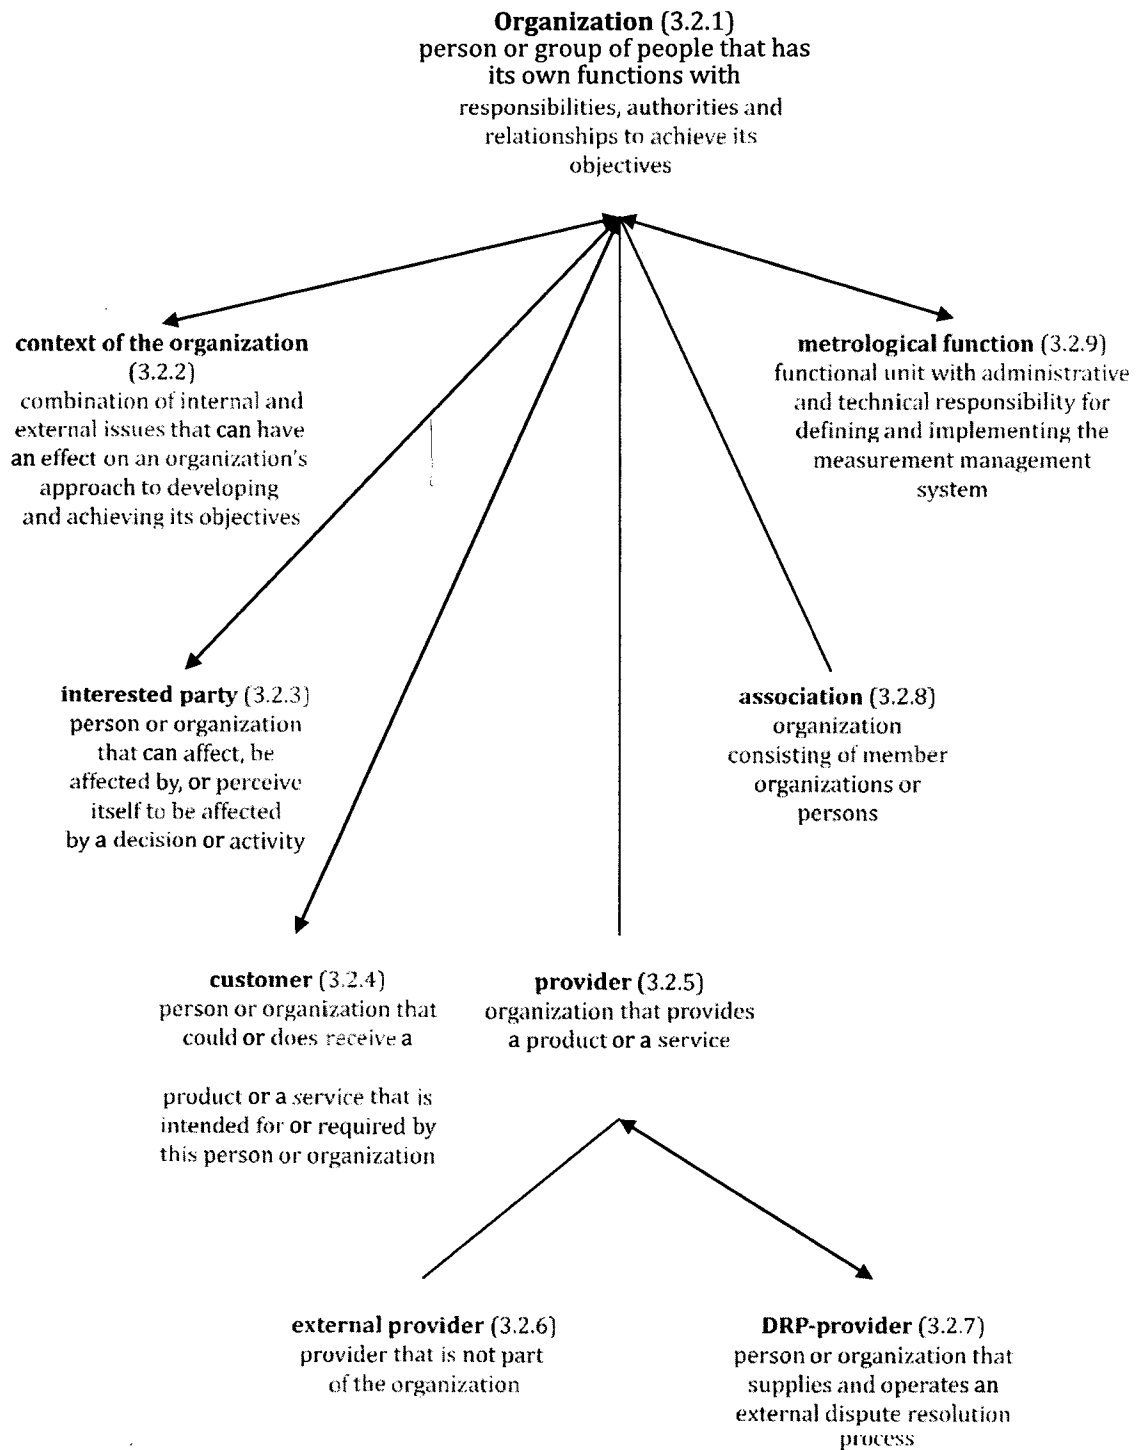 Organization (3.2.1)
person or group of people that has
its own functions with
responsibilities, authorities and
relationships to achieve its
objectives
context of the organization
(3.2.2)
combination of internal and
external issues that can have
an effect on an organization's
approach to developing
and achieving its objectives
metrological function (3.2.9)
functional unit with administrative
and technical responsibility for
defining and implementing the
measurement management
system
interested party (3.2.3)
person or organization
that can affect, be
affected by, or perceive
itself to be affected
by a decision or activity
association (3.2.8)
organization
consisting of member
organizations or
persons
customer (3.2.4)
person or organization that
could or does receive a
product or a service that is
intended for or required by
this person or organization
provider (3.2.5)
organization that provides
a product or a service
external provider (3.2.6)
provider that is not part
of the organization
DRP-provider (3.2.7)
person or organization that
supplies and operates an
external dispute resolution
process